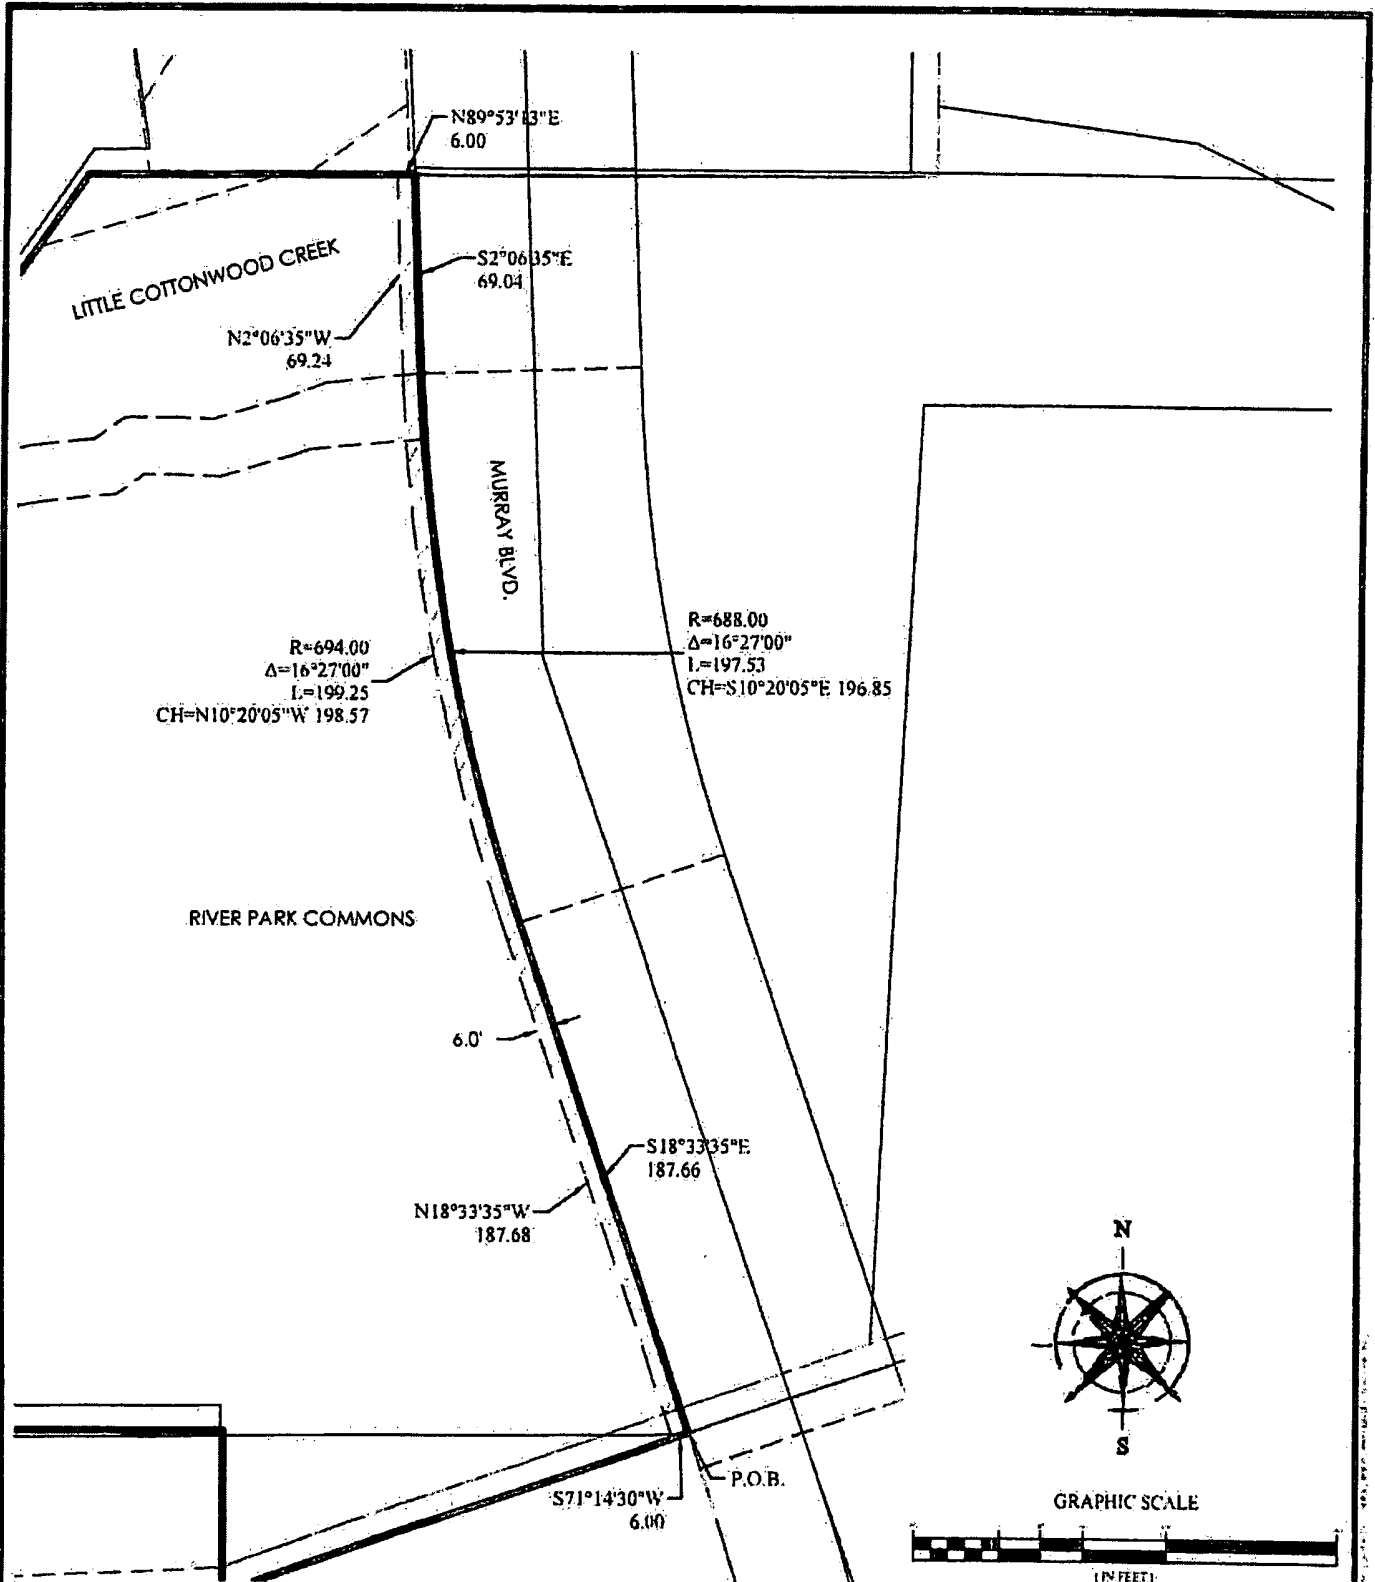 N89°53'13"E
6.00
S2°06'35"E
69.04
LITTLE COTTONWOOD CREEK
N2°06'35"W
69.24
MURRAY BLVD.
R=694.00
Δ=16°27'00"
L=199.25
CH=N10°20'05"W 198.57
R=688.00
Δ=16°27'00"
L=197.53
CH=S10°20'05"E 196.85
RIVER PARK COMMONS
6.0'
S18°33'35"E
187.66
N18°33'35"W
187.68
N
S
P.O.B.
S71°14'30"W
6.00
GRAPHIC SCALE
(IN FEET)